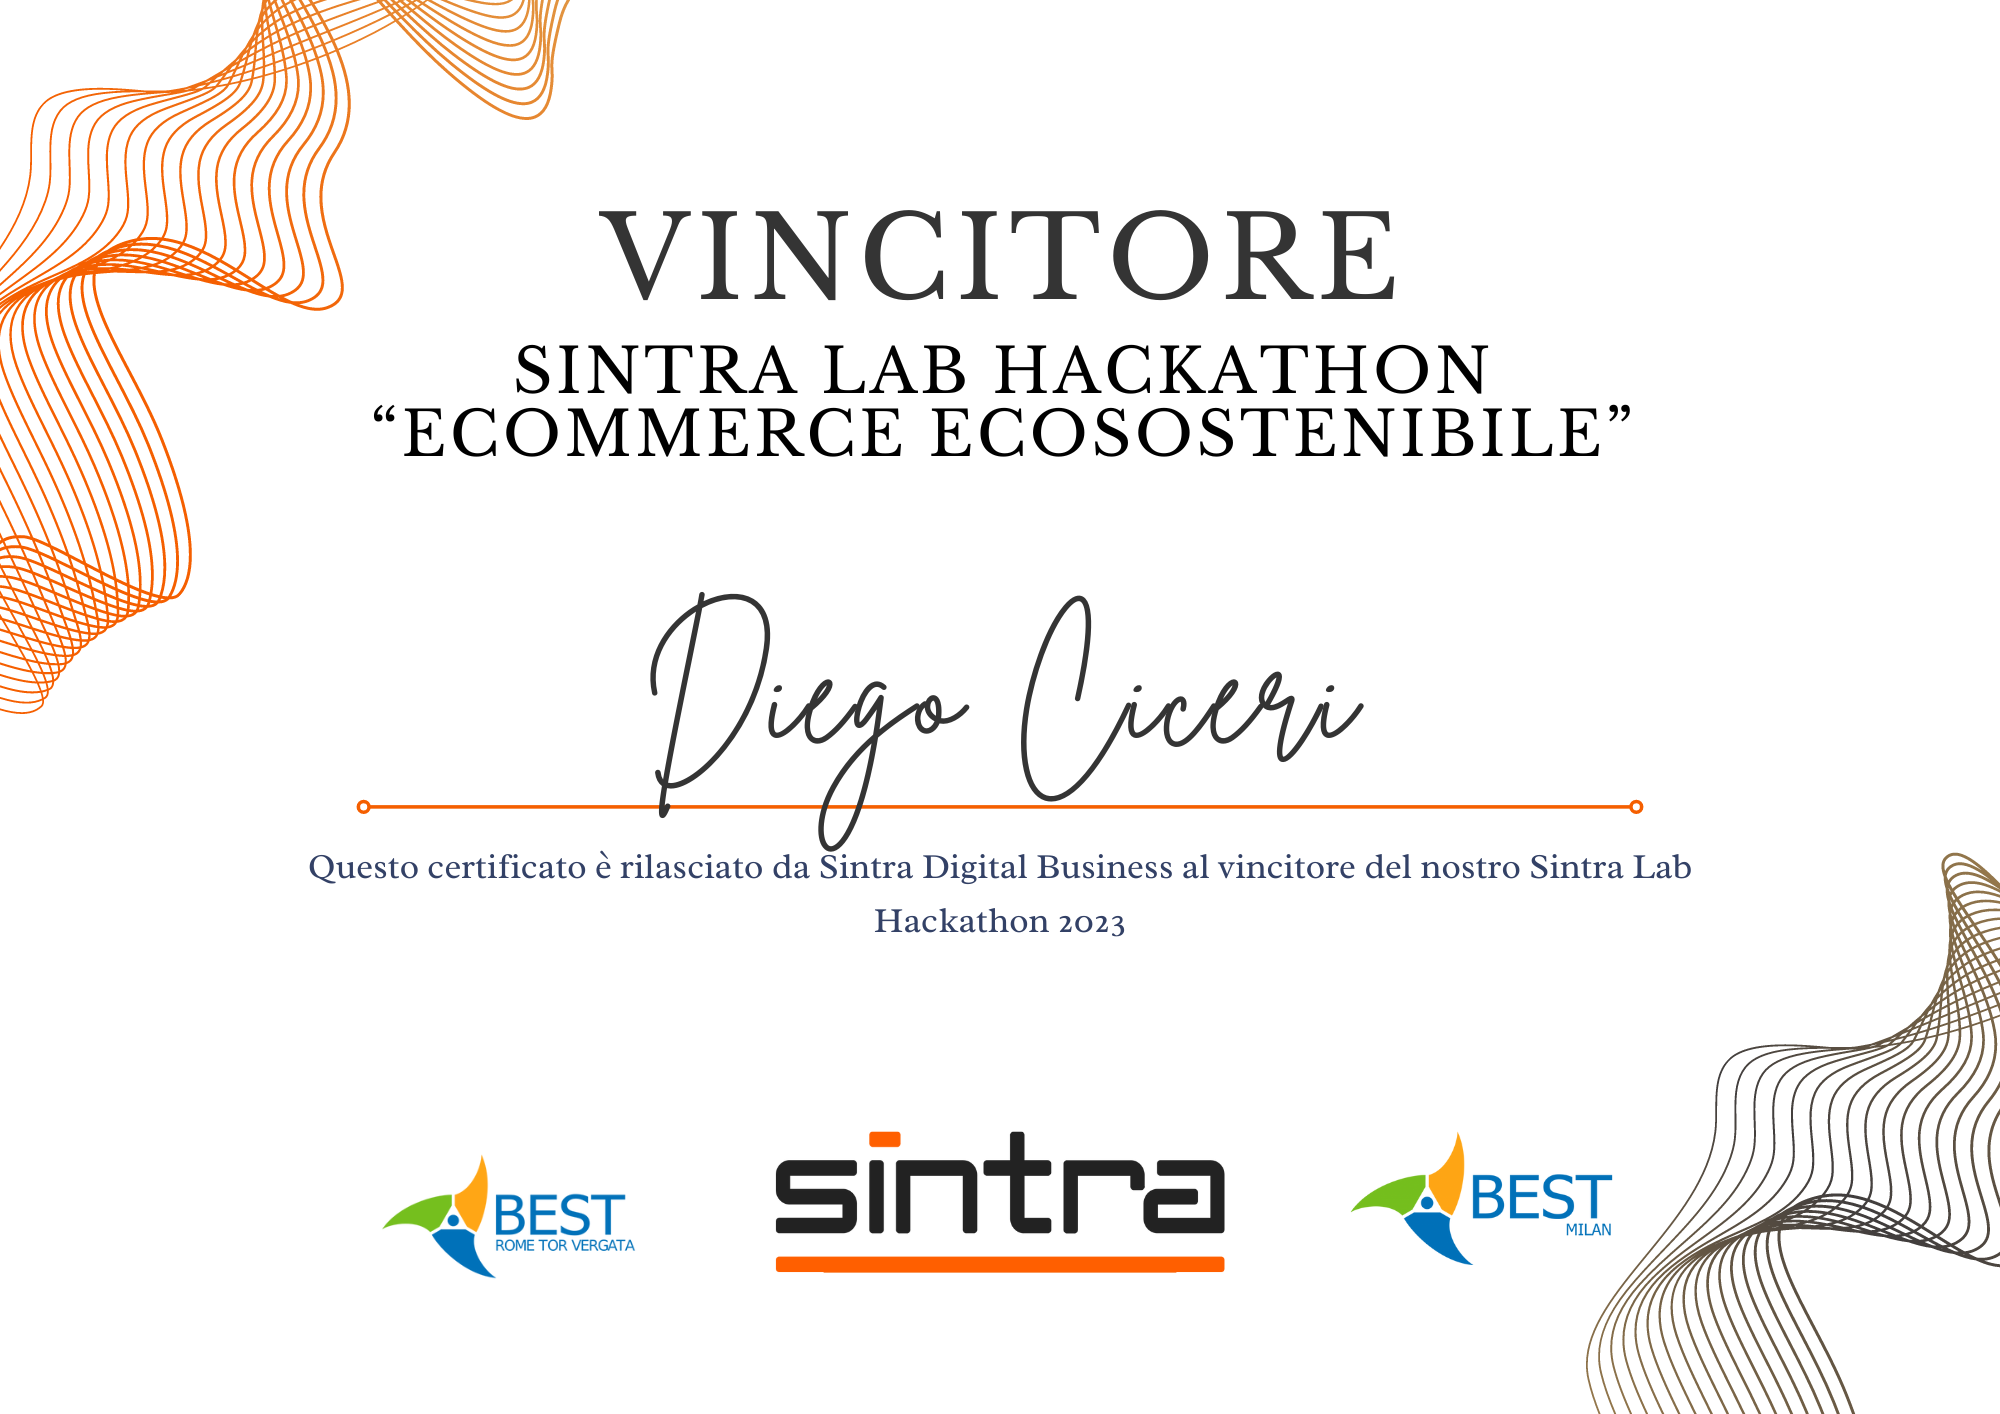 VINCITORE
SINTRA LAB HACKATHON
“ECOMMERCE ECOSOSTENIBILE”
Diego Ciceri
Questo certificato è rilasciato da Sintra Digital Business al vincitore del nostro Sintra Lab
Hackathon 2023
BEST
ROME TOR VERGATA
sintra
BEST
MILAN